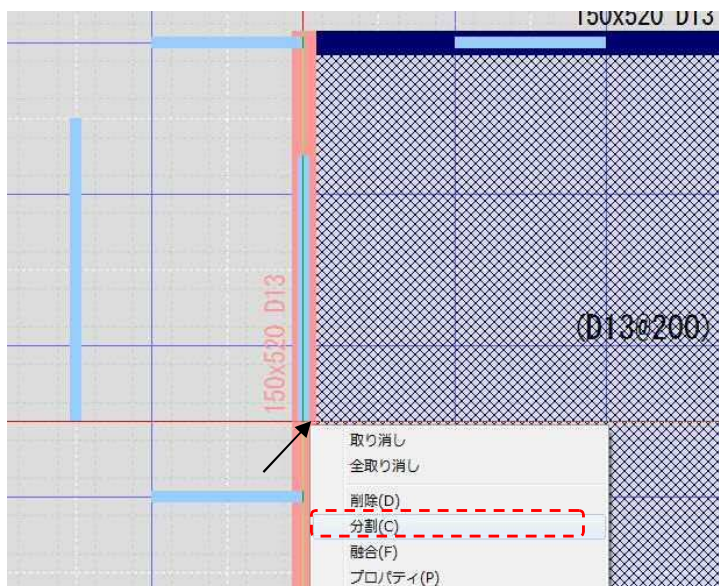 150x520 D13
150x520 D13
(D13@200)
取り消し
全取り消し
削除(D)
分割(C)
融合(F)
プロパティ(P)